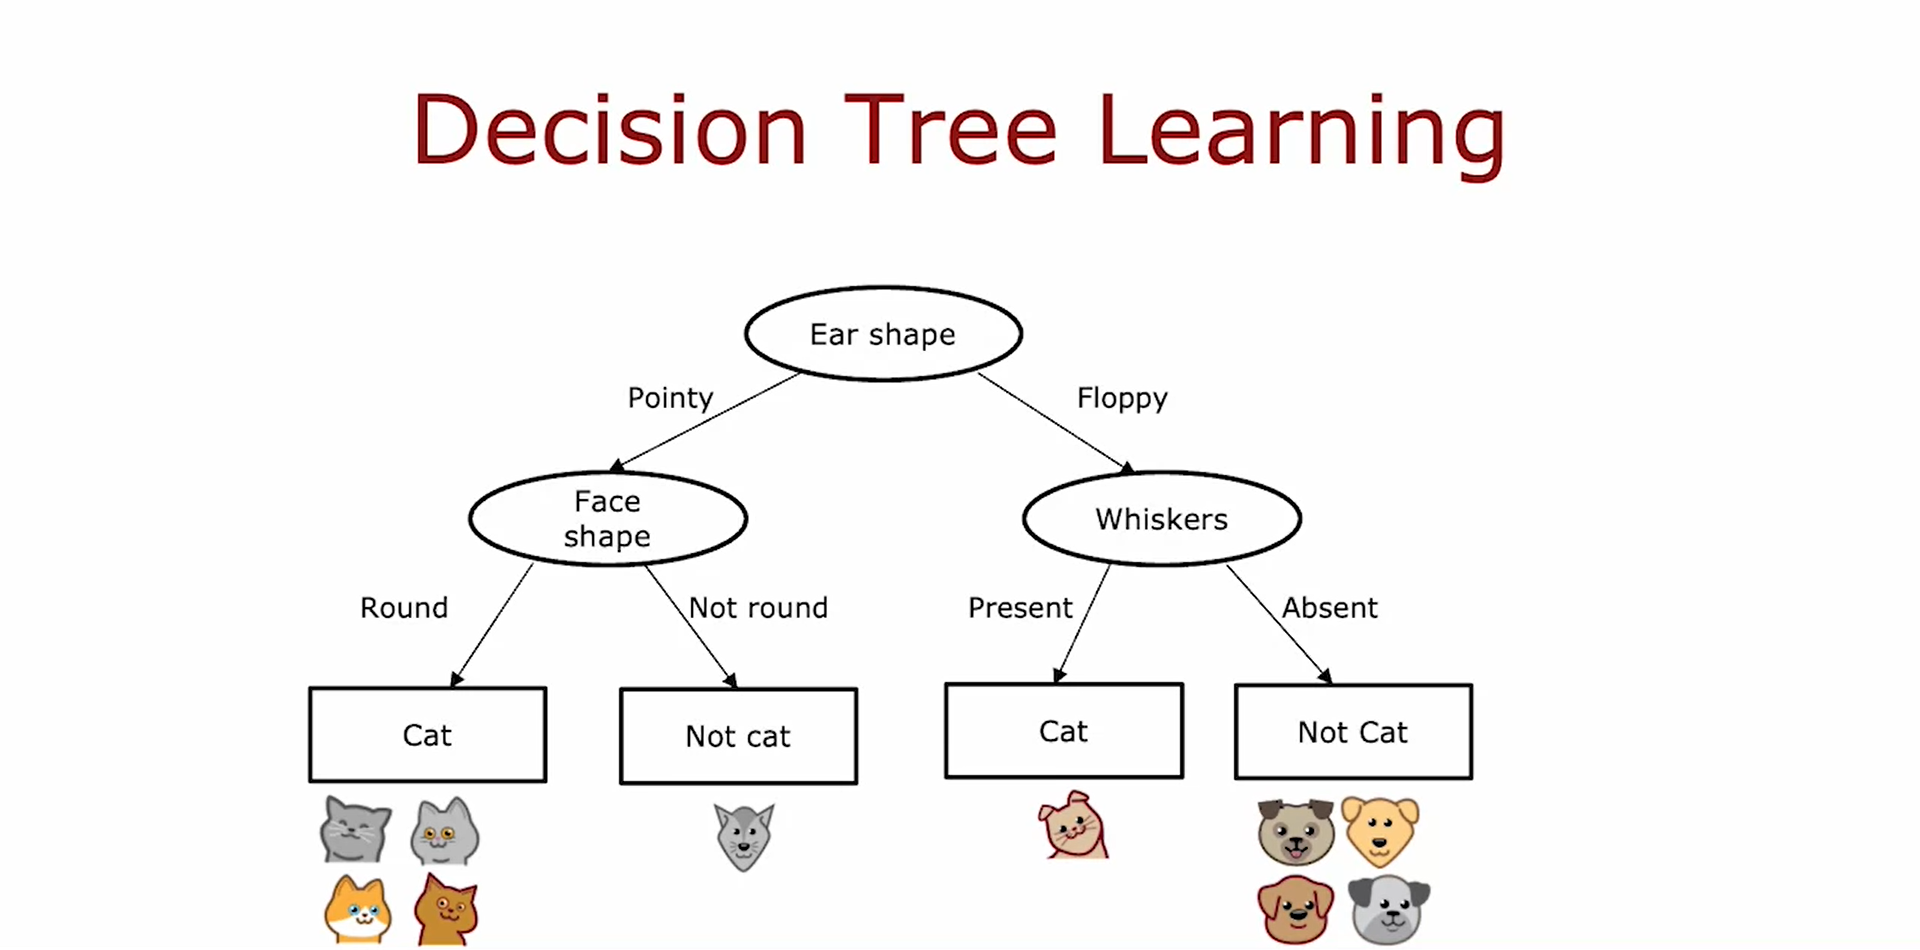 Decision Tree Learning
Ear shape
Pointy
Floppy
Face
shape
Whiskers
Round
Not round
Present
Absent
Cat
Not cat
Cat
Not Cat